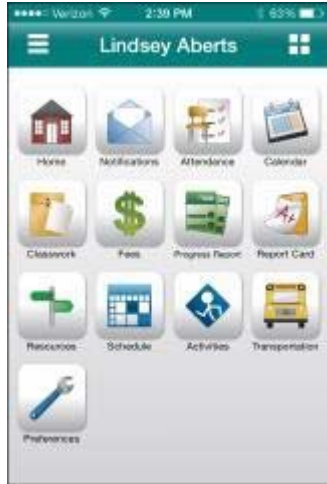 Verizon 2:39 PM 63%
Lindsey Aberts
Home Notifications Attendance Calendar
Classwork Fees Progress Report Report Card
Resources Schedule Activities Transportation
Preferences